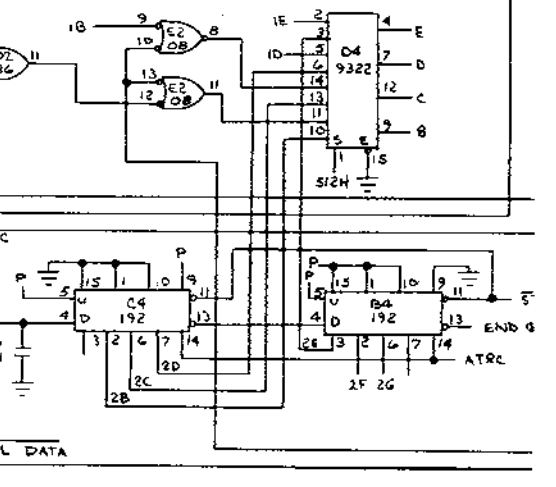 1B
9
10
E2
08
8
11
13
12
E2
08
11
1E
2
3
1D
5
6
14
13
11
10
D4
9322
4
E
7
D
12
C
9
B
S
E
1
15
512H
C
P
15
1
10
9
P
5
U
C4
11
4
D
192
13
3
2
6
7
14
2D
2C
2B
P
P
15
1
10
9
5
U
B4
11
4
D
192
13
END
2E
3
2
6
7
14
2F
2G
ATRC
L DATA